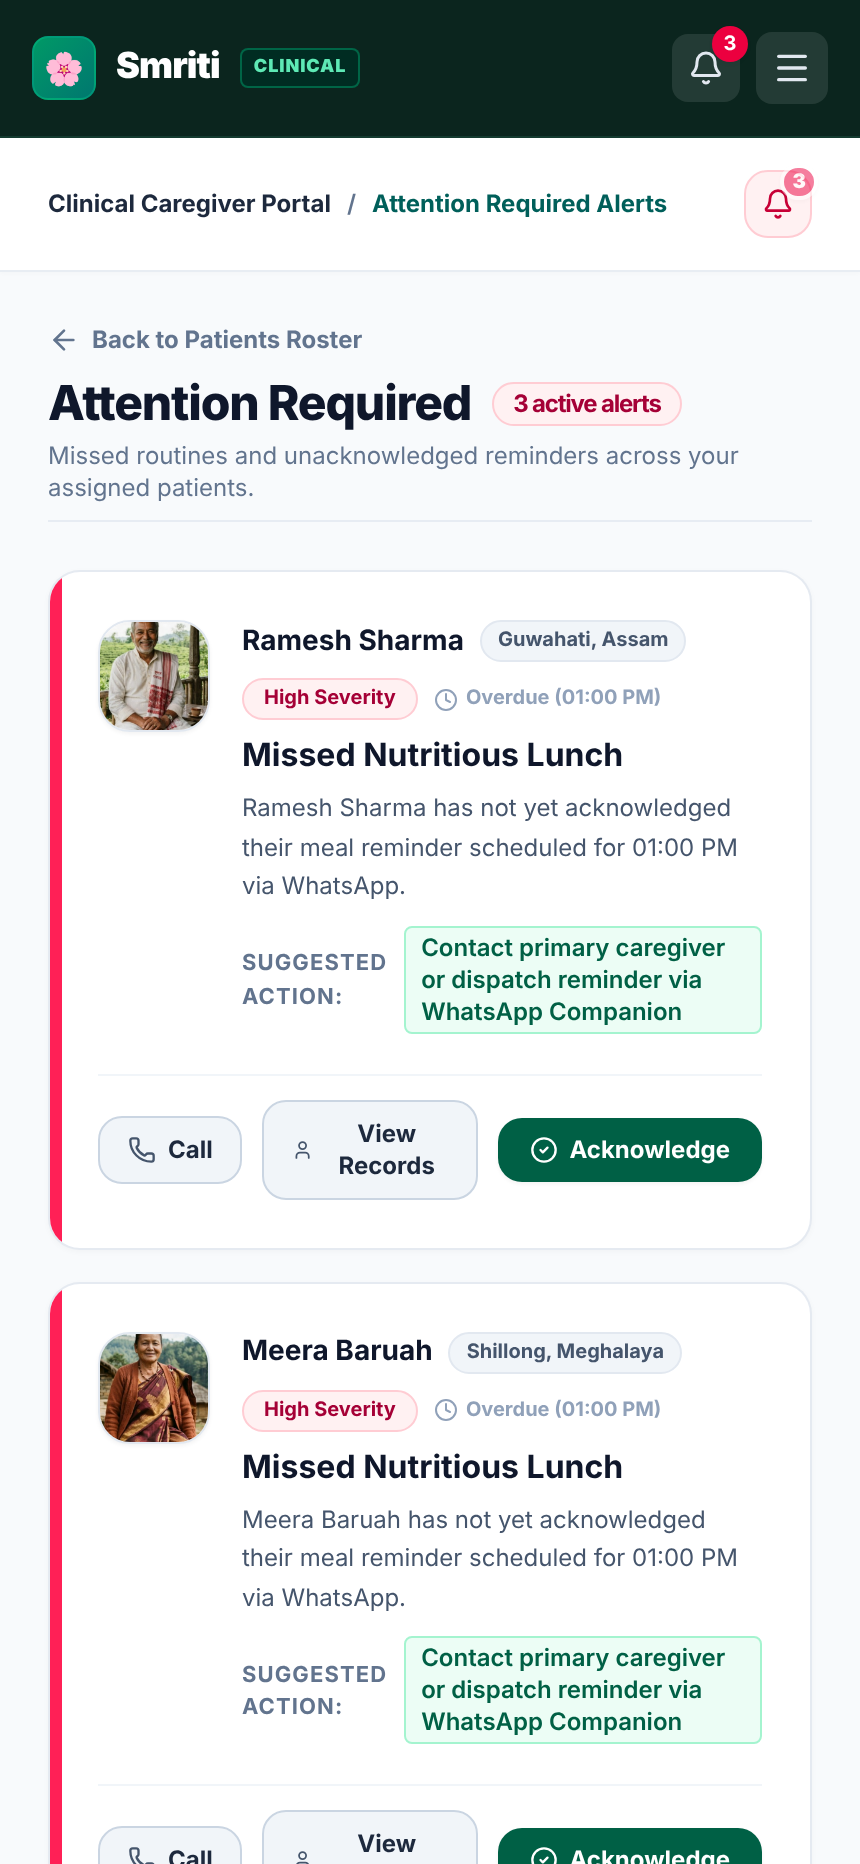 Smriti
CLINICAL
3
Clinical Caregiver Portal / Attention Required Alerts
3
Back to Patients Roster
Attention Required
3 active alerts
Missed routines and unacknowledged reminders across your
assigned patients.
Ramesh Sharma
Guwahati, Assam
High Severity
Overdue (01:00 PM)
Missed Nutritious Lunch
Ramesh Sharma has not yet acknowledged
their meal reminder scheduled for 01:00 PM
via WhatsApp.
SUGGESTED
ACTION:
Contact primary caregiver
or dispatch reminder via
WhatsApp Companion
Call
View
Records
Acknowledge
Meera Baruah
Shillong, Meghalaya
High Severity
Overdue (01:00 PM)
Missed Nutritious Lunch
Meera Baruah has not yet acknowledged
their meal reminder scheduled for 01:00 PM
via WhatsApp.
SUGGESTED
ACTION:
Contact primary caregiver
or dispatch reminder via
WhatsApp Companion
Call
View
Acknowledge